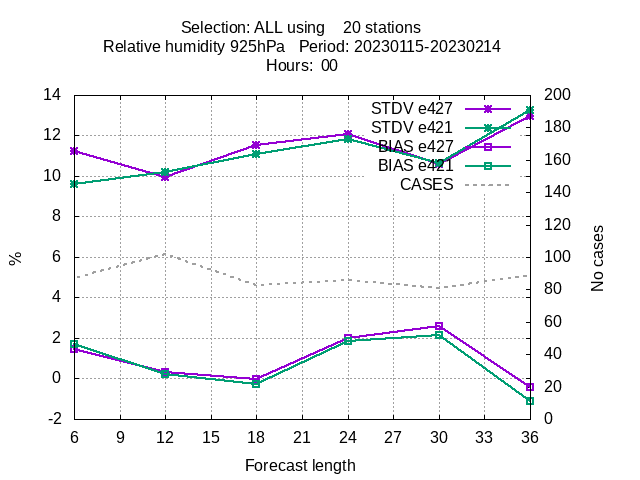 Selection: ALL using 20 stations
Relative humidity 925hPa Period: 20230115-20230214
Hours: 00
14 200
STDV e427
180
12 STDV e421
160
BIAS e427
10 BIAS e421
140
CASES
8 120
6 100
% No cases
80
4
60
2
40
0
20
-2 0
6 9 12 15 18 21 24 27 30 33 36
Forecast length